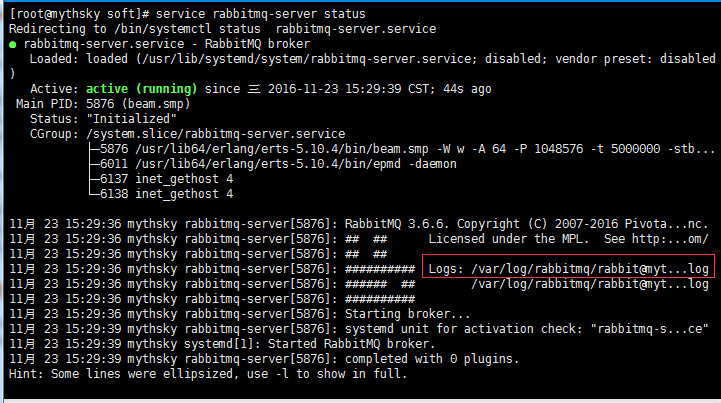 [root@mythsky soft]# service rabbitmq-server status
Redirecting to /bin/systemctl status  rabbitmq-server.service
● rabbitmq-server.service - RabbitMQ broker
   Loaded: loaded (/usr/lib/systemd/system/rabbitmq-server.service; disabled; vendor preset: disabled
)
   Active: active (running) since 三 2016-11-23 15:29:39 CST; 44s ago
 Main PID: 5876 (beam.smp)
   Status: "Initialized"
   CGroup: /system.slice/rabbitmq-server.service
           ├─5876 /usr/lib64/erlang/erts-5.10.4/bin/beam.smp -W w -A 64 -P 1048576 -t 5000000 -stb...
           ├─6011 /usr/lib64/erlang/erts-5.10.4/bin/epmd -daemon
           ├─6137 inet_gethost 4
           └─6138 inet_gethost 4
11月 23 15:29:36 mythsky rabbitmq-server[5876]: RabbitMQ 3.6.6. Copyright (C) 2007-2016 Pivota...nc.
11月 23 15:29:36 mythsky rabbitmq-server[5876]: ##  ##      Licensed under the MPL.  See http:...om/
11月 23 15:29:36 mythsky rabbitmq-server[5876]: ##  ##
11月 23 15:29:36 mythsky rabbitmq-server[5876]: ##########  Logs: /var/log/rabbitmq/rabbit@myt...log
11月 23 15:29:36 mythsky rabbitmq-server[5876]: ######  ##        /var/log/rabbitmq/rabbit@myt...log
11月 23 15:29:36 mythsky rabbitmq-server[5876]: ##########
11月 23 15:29:36 mythsky rabbitmq-server[5876]: Starting broker...
11月 23 15:29:39 mythsky rabbitmq-server[5876]: systemd unit for activation check: "rabbitmq-s...ce"
11月 23 15:29:39 mythsky systemd[1]: Started RabbitMQ broker.
11月 23 15:29:39 mythsky rabbitmq-server[5876]: completed with 0 plugins.
Hint: Some lines were ellipsized, use -l to show in full.